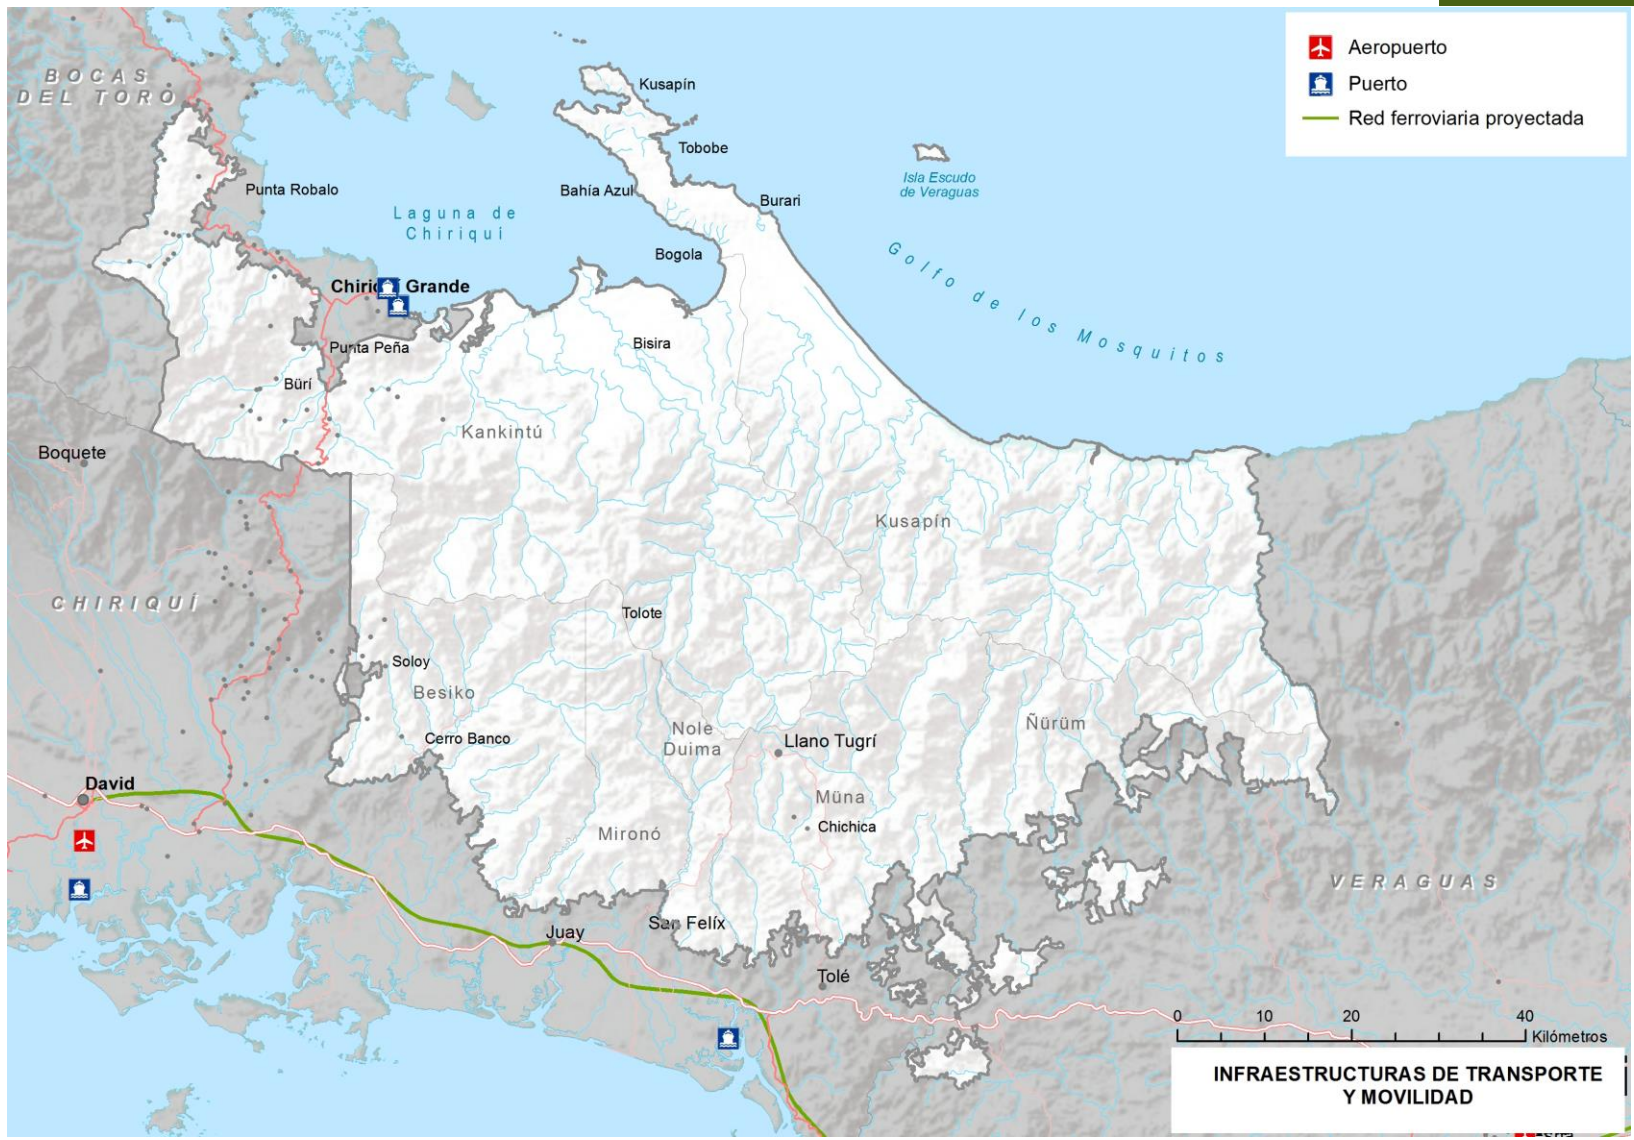 Aeropuerto
Puerto
Red ferroviaria proyectada
BOCAS
DEL TORO
Kusapín
Tobobe
Isla Escudo
de Veraguas
Punta Robalo
Bahía Azul
Burari
Laguna de
Chiriquí
Bogola
Golfo de los Mosquitos
Chiriquí Grande
Punta Peña
Bisira
Bürí
Kankintú
Boquete
Kusapín
CHIRIQUÍ
Tolote
Soloy
Besiko
Cerro Banco
Nole
Duima
Llano Tugrí
Ñürüm
David
Müna
Chichica
Mironó
VERAGUAS
San Felíx
Juay
Tolé
0 10 20 40
Kilómetros
INFRAESTRUCTURAS DE TRANSPORTE
Y MOVILIDAD